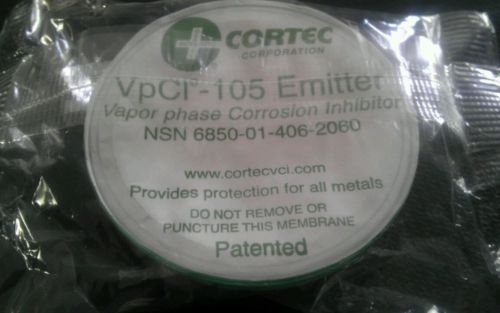 CORTEC
CORPORATION
VpCI®-105 Emitter
Vapor phase Corrosion Inhibitor
NSN 6850-01-406-2060
www.cortecvci.com
Provides protection for all metals
DO NOT REMOVE OR
PUNCTURE THIS MEMBRANE
Patented